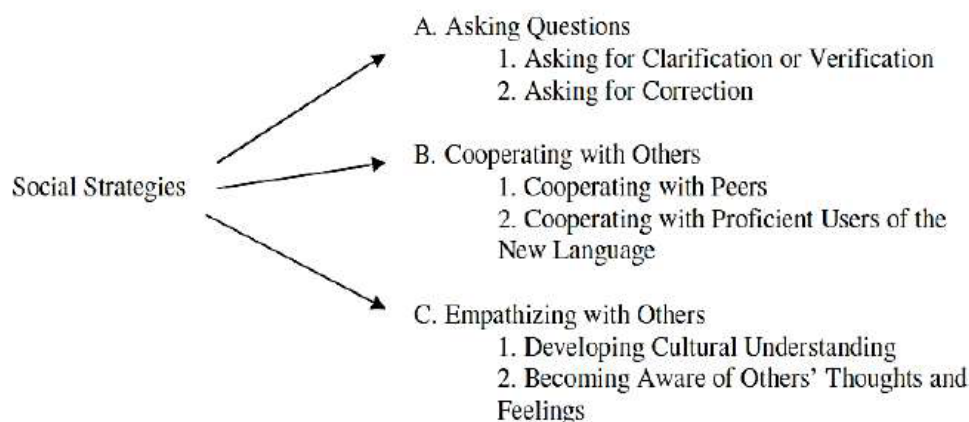 A. Asking Questions
1. Asking for Clarification or Verification
2. Asking for Correction
Social Strategies
B. Cooperating with Others
1. Cooperating with Peers
2. Cooperating with Proficient Users of the
New Language
C. Empathizing with Others
1. Developing Cultural Understanding
2. Becoming Aware of Others' Thoughts and
Feelings